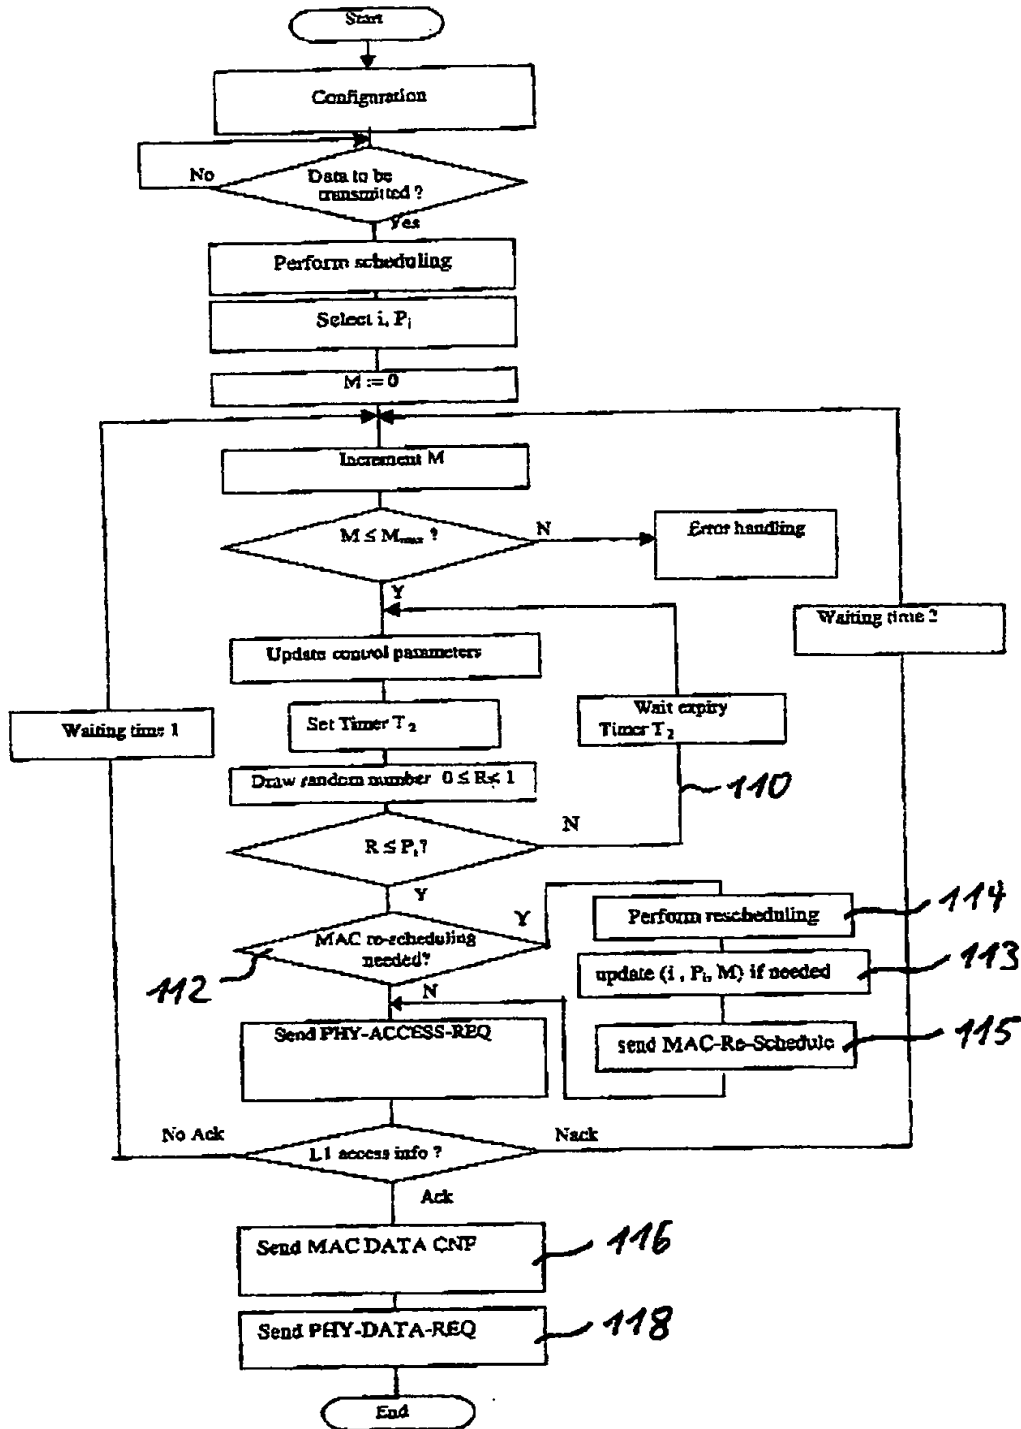 Start
Configuration
No
Data to be
transmitted ?
Yes
Perform scheduling
Select i, Pi
M := 0
Increment M
M ≤ Mmax ?
N
Error handling
Y
Waiting time 2
Update control parameters
Waiting time 1
Set Timer T2
Wait expiry
Timer T2
Draw random number 0 ≤ R < 1
110
N
R ≤ Pi?
Y
Y
Perform rescheduling
114
MAC re-scheduling
needed?
update (i , Pi, M) if needed
113
112
N
Send PHY-ACCESS-REQ
send MAC-Re-Schedule
115
No Ack
Nack
L1 access info ?
Ack
Send MAC DATA CNF
116
Send PHY-DATA-REQ
118
End